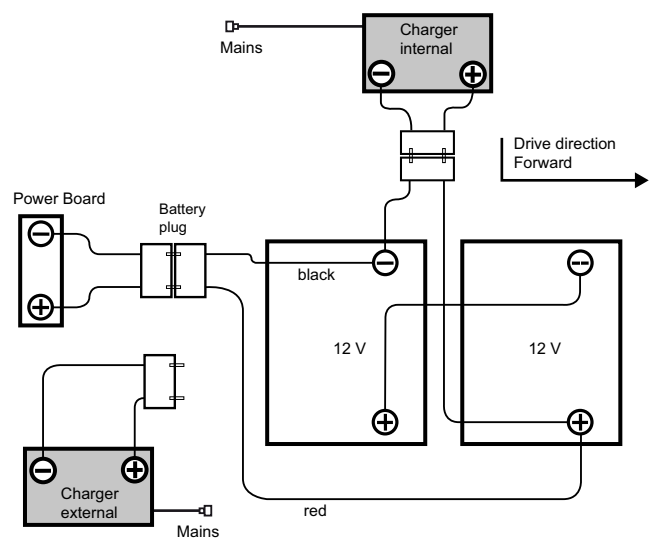 Charger
internal
Mains
Drive direction
Forward
Power Board
Battery
plug
black
12 V
12 V
Charger
external
red
Mains